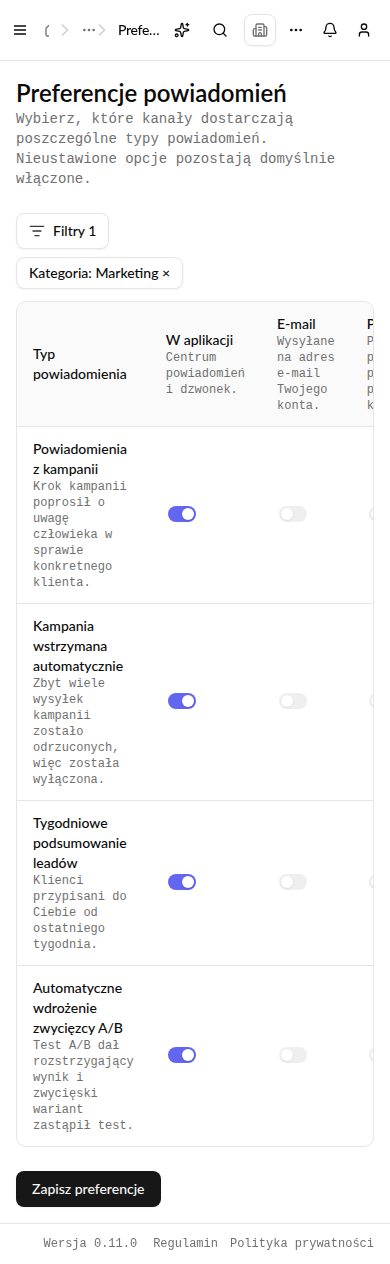 Prefe...
Preferencje powiadomień
Wybierz, które kanały dostarczają
poszczególne typy powiadomień.
Nieustawione opcje pozostają domyślnie
włączone.
Filtry 1
Kategoria: Marketing ×
Typ
powiadomienia
W aplikacji
Centrum
powiadomień
i dzwonek.
E-mail
Wysyłane
na adres
e-mail
Twojego
konta.
Powiadomienia
z kampanii
Krok kampanii
poprosił o
uwagę
człowieka w
sprawie
konkretnego
klienta.
Kampania
wstrzymana
automatycznie
Zbyt wiele
wysyłek
kampanii
zostało
odrzuconych,
więc została
wyłączona.
Tygodniowe
podsumowanie
leadów
Klienci
przypisani do
Ciebie od
ostatniego
tygodnia.
Automatyczne
wdrożenie
zwycięzcy A/B
Test A/B dał
rozstrzygający
wynik i
zwycięski
wariant
zastąpił test.
Zapisz preferencje
Wersja 0.11.0 Regulamin Polityka prywatności